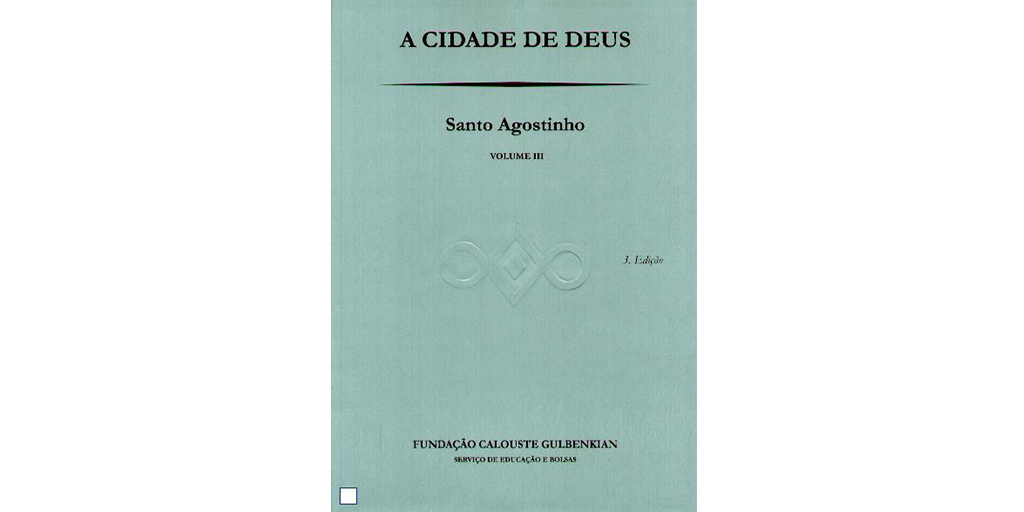 A CIDADE DE DEUS
Santo Agostinho
VOLUME III
3. Edição
FUNDAÇÃO CALOUSTE GULBENKIAN
SERVIÇO DE EDUCAÇÃO E BOLSAS